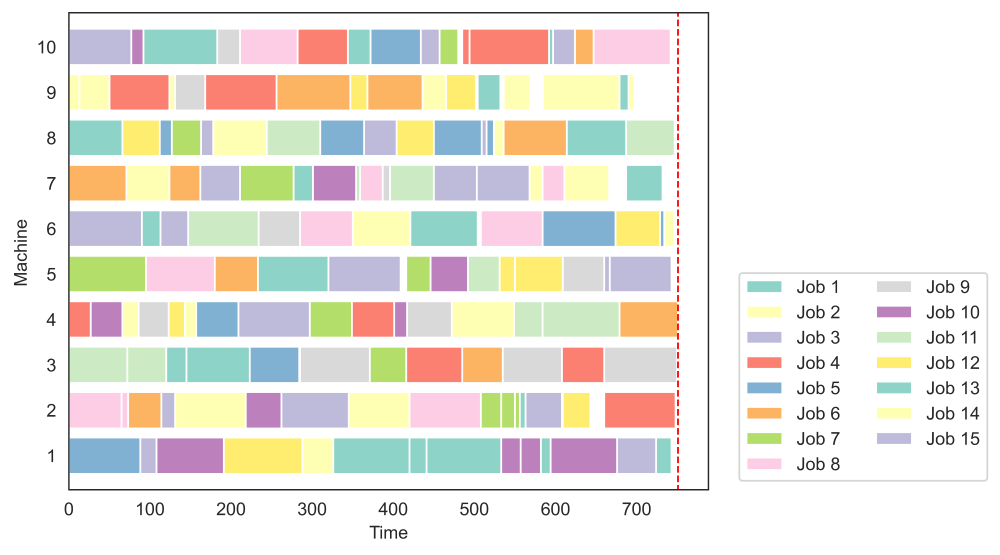 10
9
8
7
6
5
4
3
2
1
Machine
0 100 200 300 400 500 600 700
Time
Job 1
Job 2
Job 3
Job 4
Job 5
Job 6
Job 7
Job 8
Job 9
Job 10
Job 11
Job 12
Job 13
Job 14
Job 15